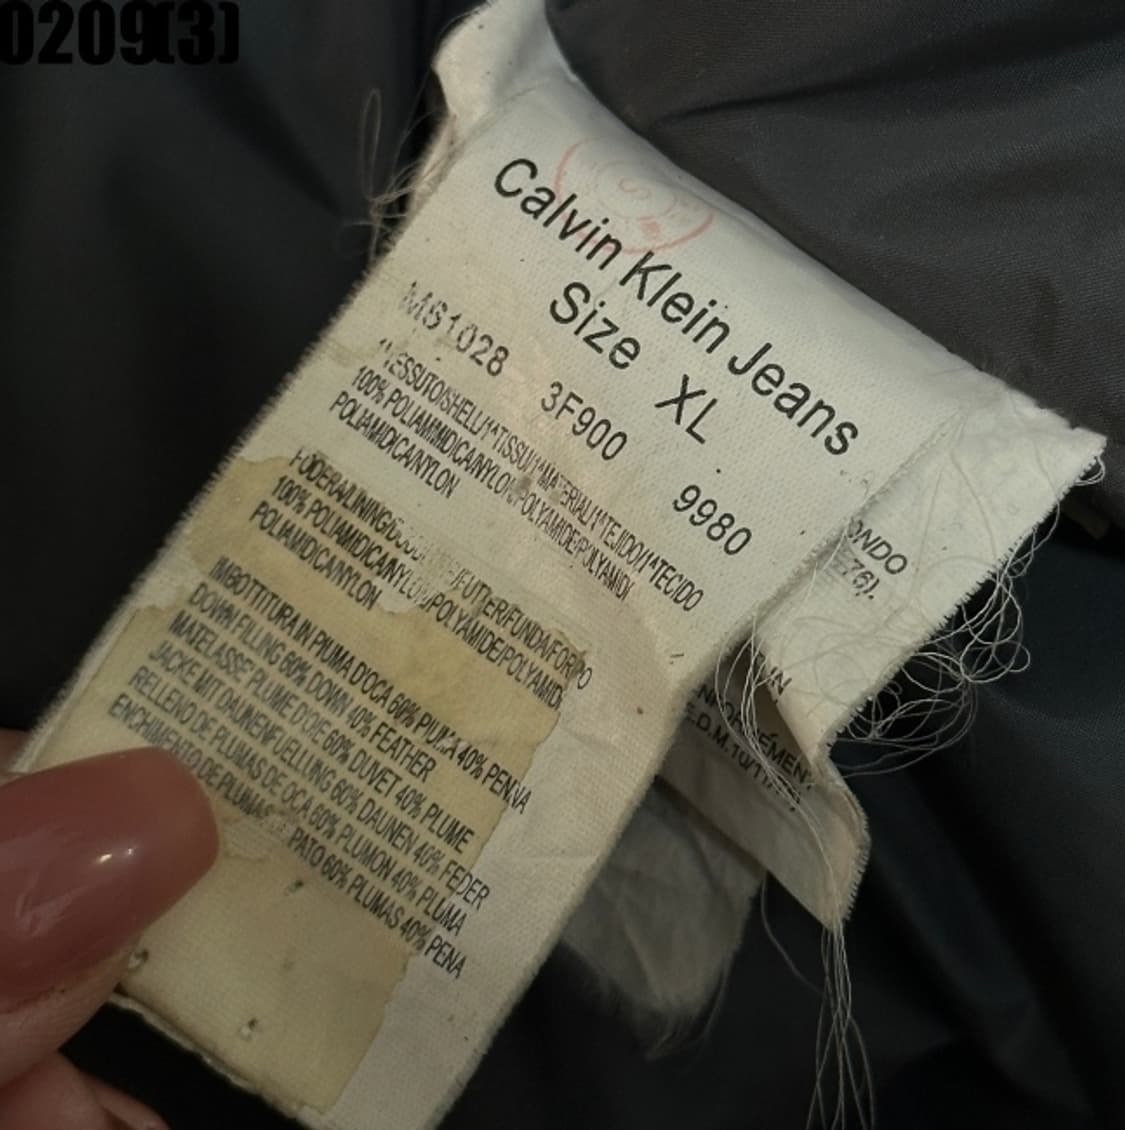 0209(3)
Calvin Klein Jeans
Size XL
MS1028 3F900 9980
100% POLIAMIMDICA/NYLON/POLYAMIDE/POLYAMID/
POLIAMIDICA/NYLON
100% POLIAMIDICA/NYLON/POLYAMIDE/POLYAMID/
POLIAMIDICA/NYLON
IMBOTTITURA IN PIUMA D'OCA 60% PIUMA 40% PENNA
DOWN FILLING 60% DOWN 40% FEATHER
MATELASSE PLUME D'OIE 60% DUVET 40% PLUME
JACKE MIT DAUNENFUELLUNG 60% DAUNEN 40% FEDER
RELLENO DE PLUMAS DE OCA 60% PLUMON 40% PLUMA
ENCHIMENTO DE PLUMAS PATO 60% PLUMAS 40% PENA